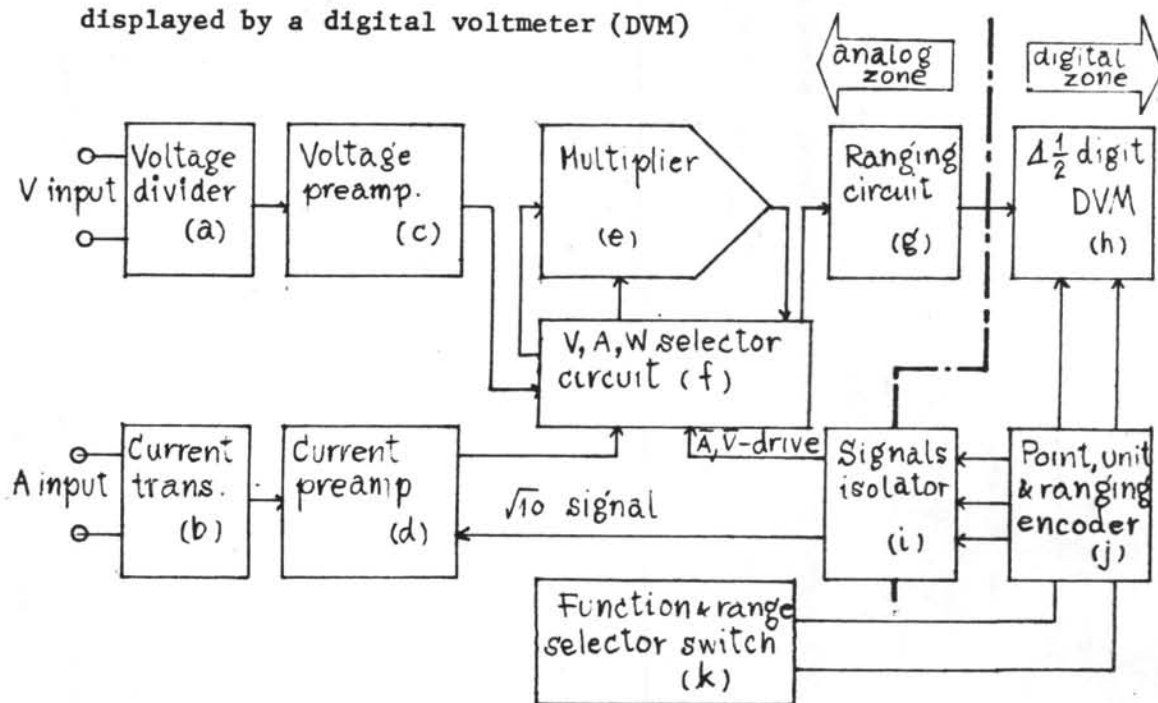 displayed by a digital voltmeter (DVM)
analog
zone
digital
zone
V input
Voltage
divider
(a)
Voltage
preamp.
(c)
Multiplier
(e)
Ranging
circuit
(g)
4 1/2 digit
DVM
(h)
V, A, W selector
circuit (f)
A input
Current
trans.
(b)
Current
preamp
(d)
A̅, V̅-drive
√10 signal
Signals
isolator
(i)
Point, unit
& ranging
encoder
(j)
Function & range
selector switch
(k)